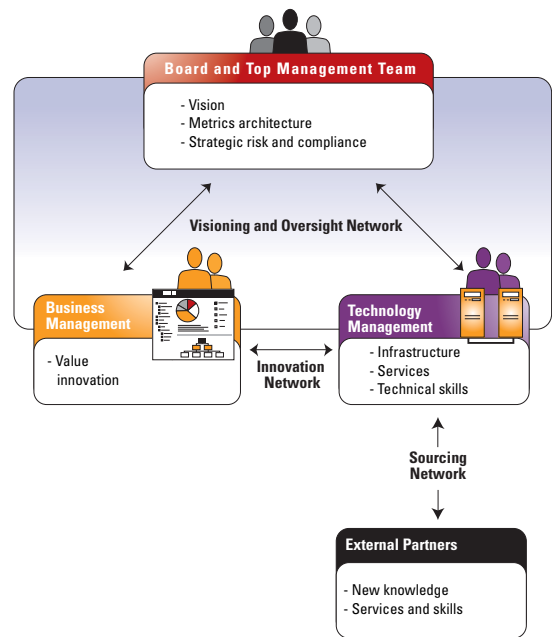 Board and Top Management Team
- Vision
- Metrics architecture
- Strategic risk and compliance
Visioning and Oversight Network
Business
Management
- Value
innovation
Innovation
Network
Technology
Management
- Infrastructure
- Services
- Technical skills
Sourcing
Network
External Partners
- New knowledge
- Services and skills